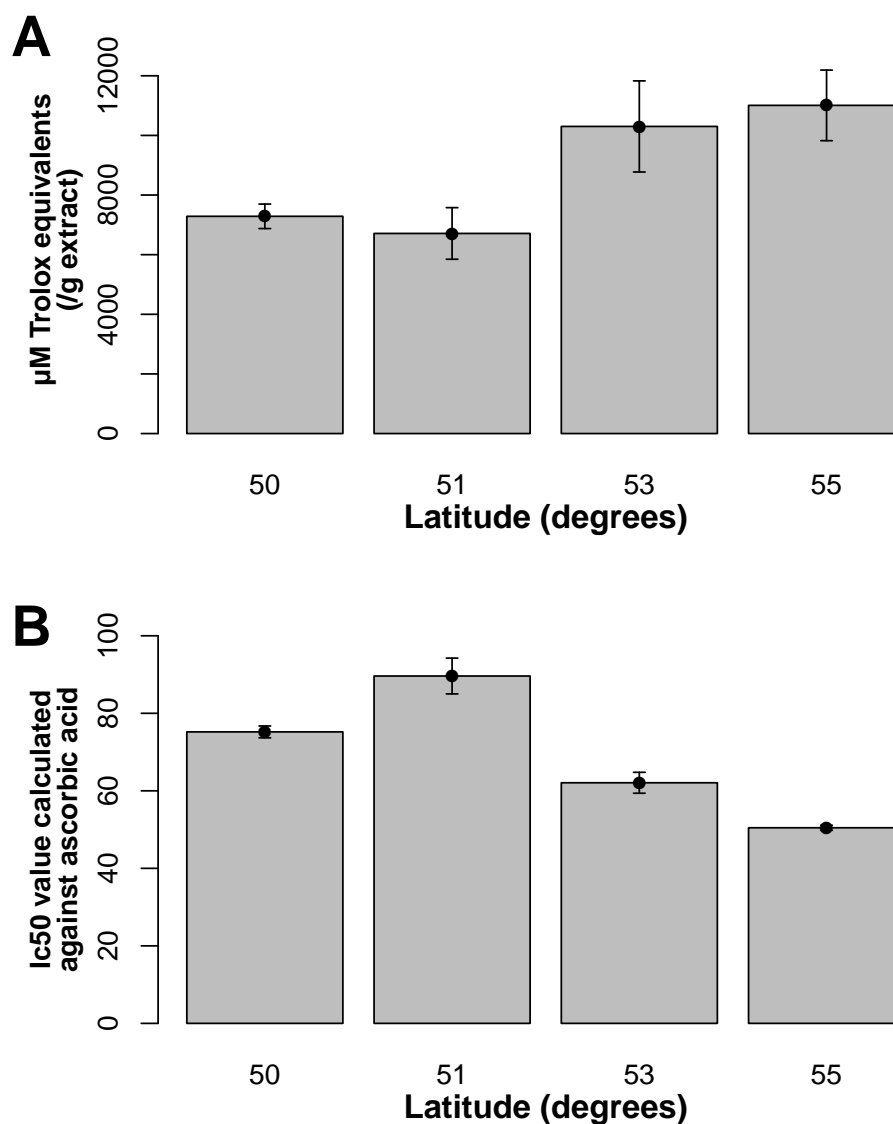 A
µM Trolox equivalents
(/g extract)
12000
8000
4000
0
50 51 53 55
Latitude (degrees)
B
Ic50 value calculated
against ascorbic acid
100
80
60
40
20
0
50 51 53 55
Latitude (degrees)